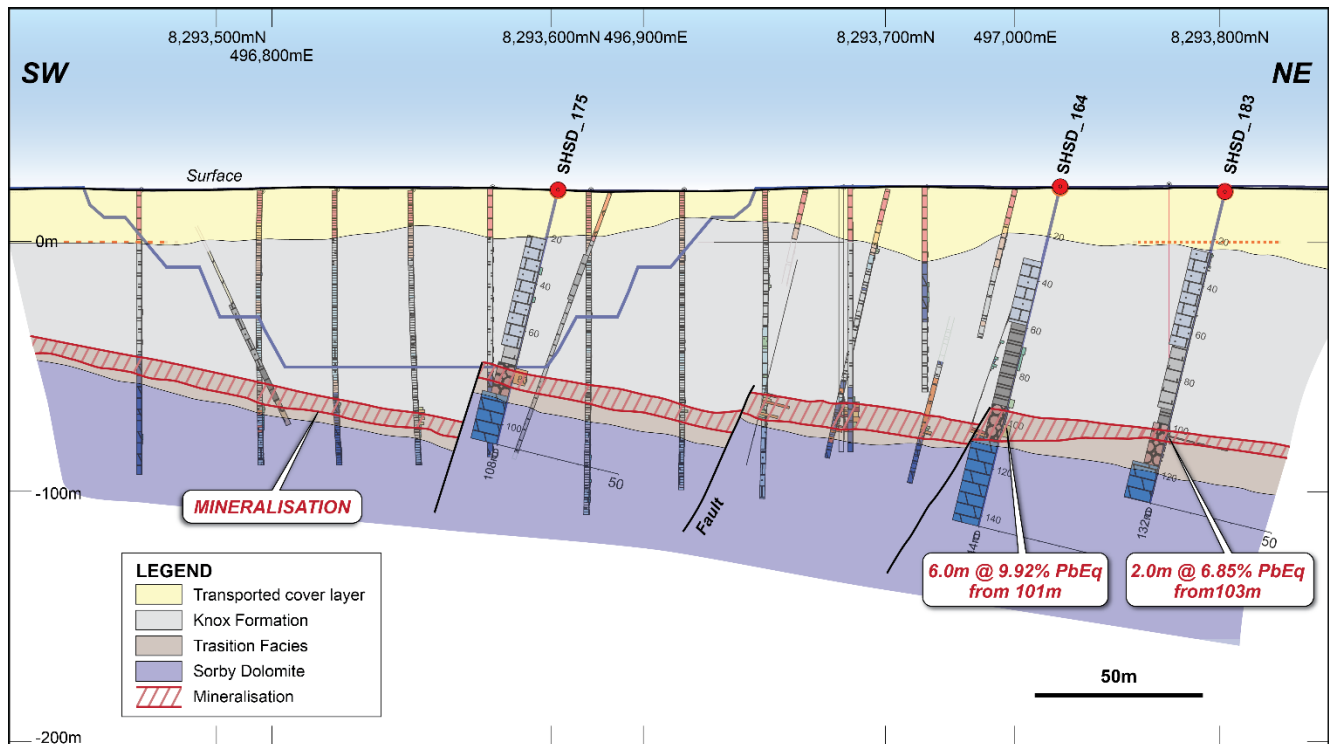 8,293,500mN
496,800mE
8,293,600mN
496,900mE
8,293,700mN
497,000mE
8,293,800mN
SW
NE
SHSD_175
SHSD_164
SHSD_183
Surface
0m
-100m
-200m
20
40
60
80
100
108m
50
20
40
60
80
100
120
140
20
40
60
80
100
120
132m
50
MINERALISATION
Fault
6.0m @ 9.92% PbEq
from 101m
2.0m @ 6.85% PbEq
from103m
LEGEND
Transported cover layer
Knox Formation
Trasition Facies
Sorby Dolomite
Mineralisation
50m